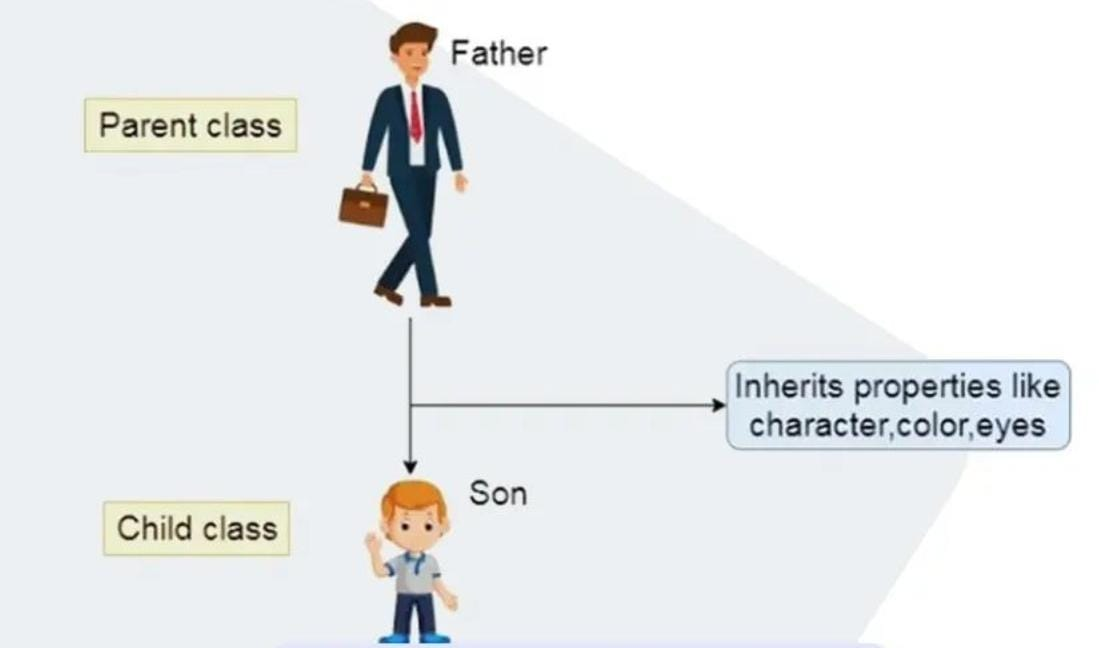 Father
Parent class
Inherits properties like
character,color,eyes
Son
Child class